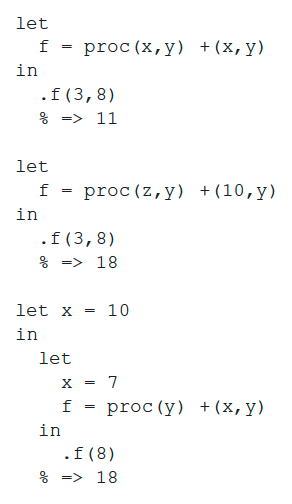 let
  f = proc(x,y) +(x,y)
in
  .f(3,8)
  % => 11

let
  f = proc(z,y) +(10,y)
in
  .f(3,8)
  % => 18

let x = 10
in
  let
    x = 7
    f = proc(y) +(x,y)
  in
    .f(8)
  % => 18